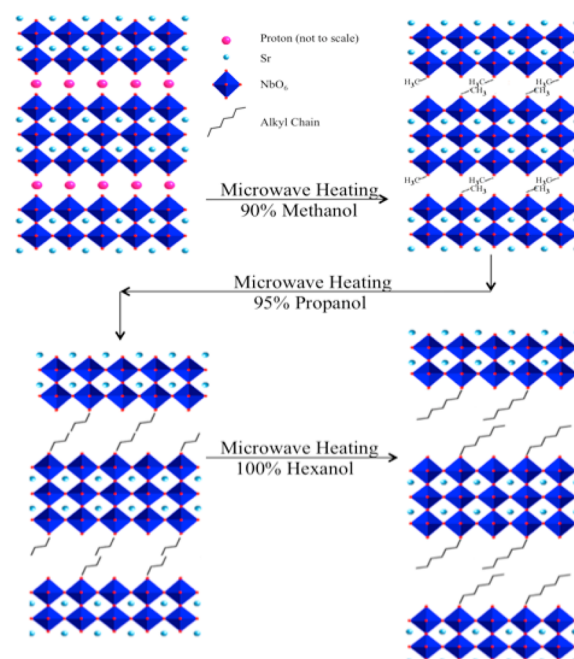 Proton (not to scale)
Sr
NbO₆
Alkyl Chain
H₃C H₃C H₃C
CH₃ CH₃
H₃C H₃C H₃C
CH₃ CH₃
Microwave Heating
90% Methanol
Microwave Heating
95% Propanol
Microwave Heating
100% Hexanol